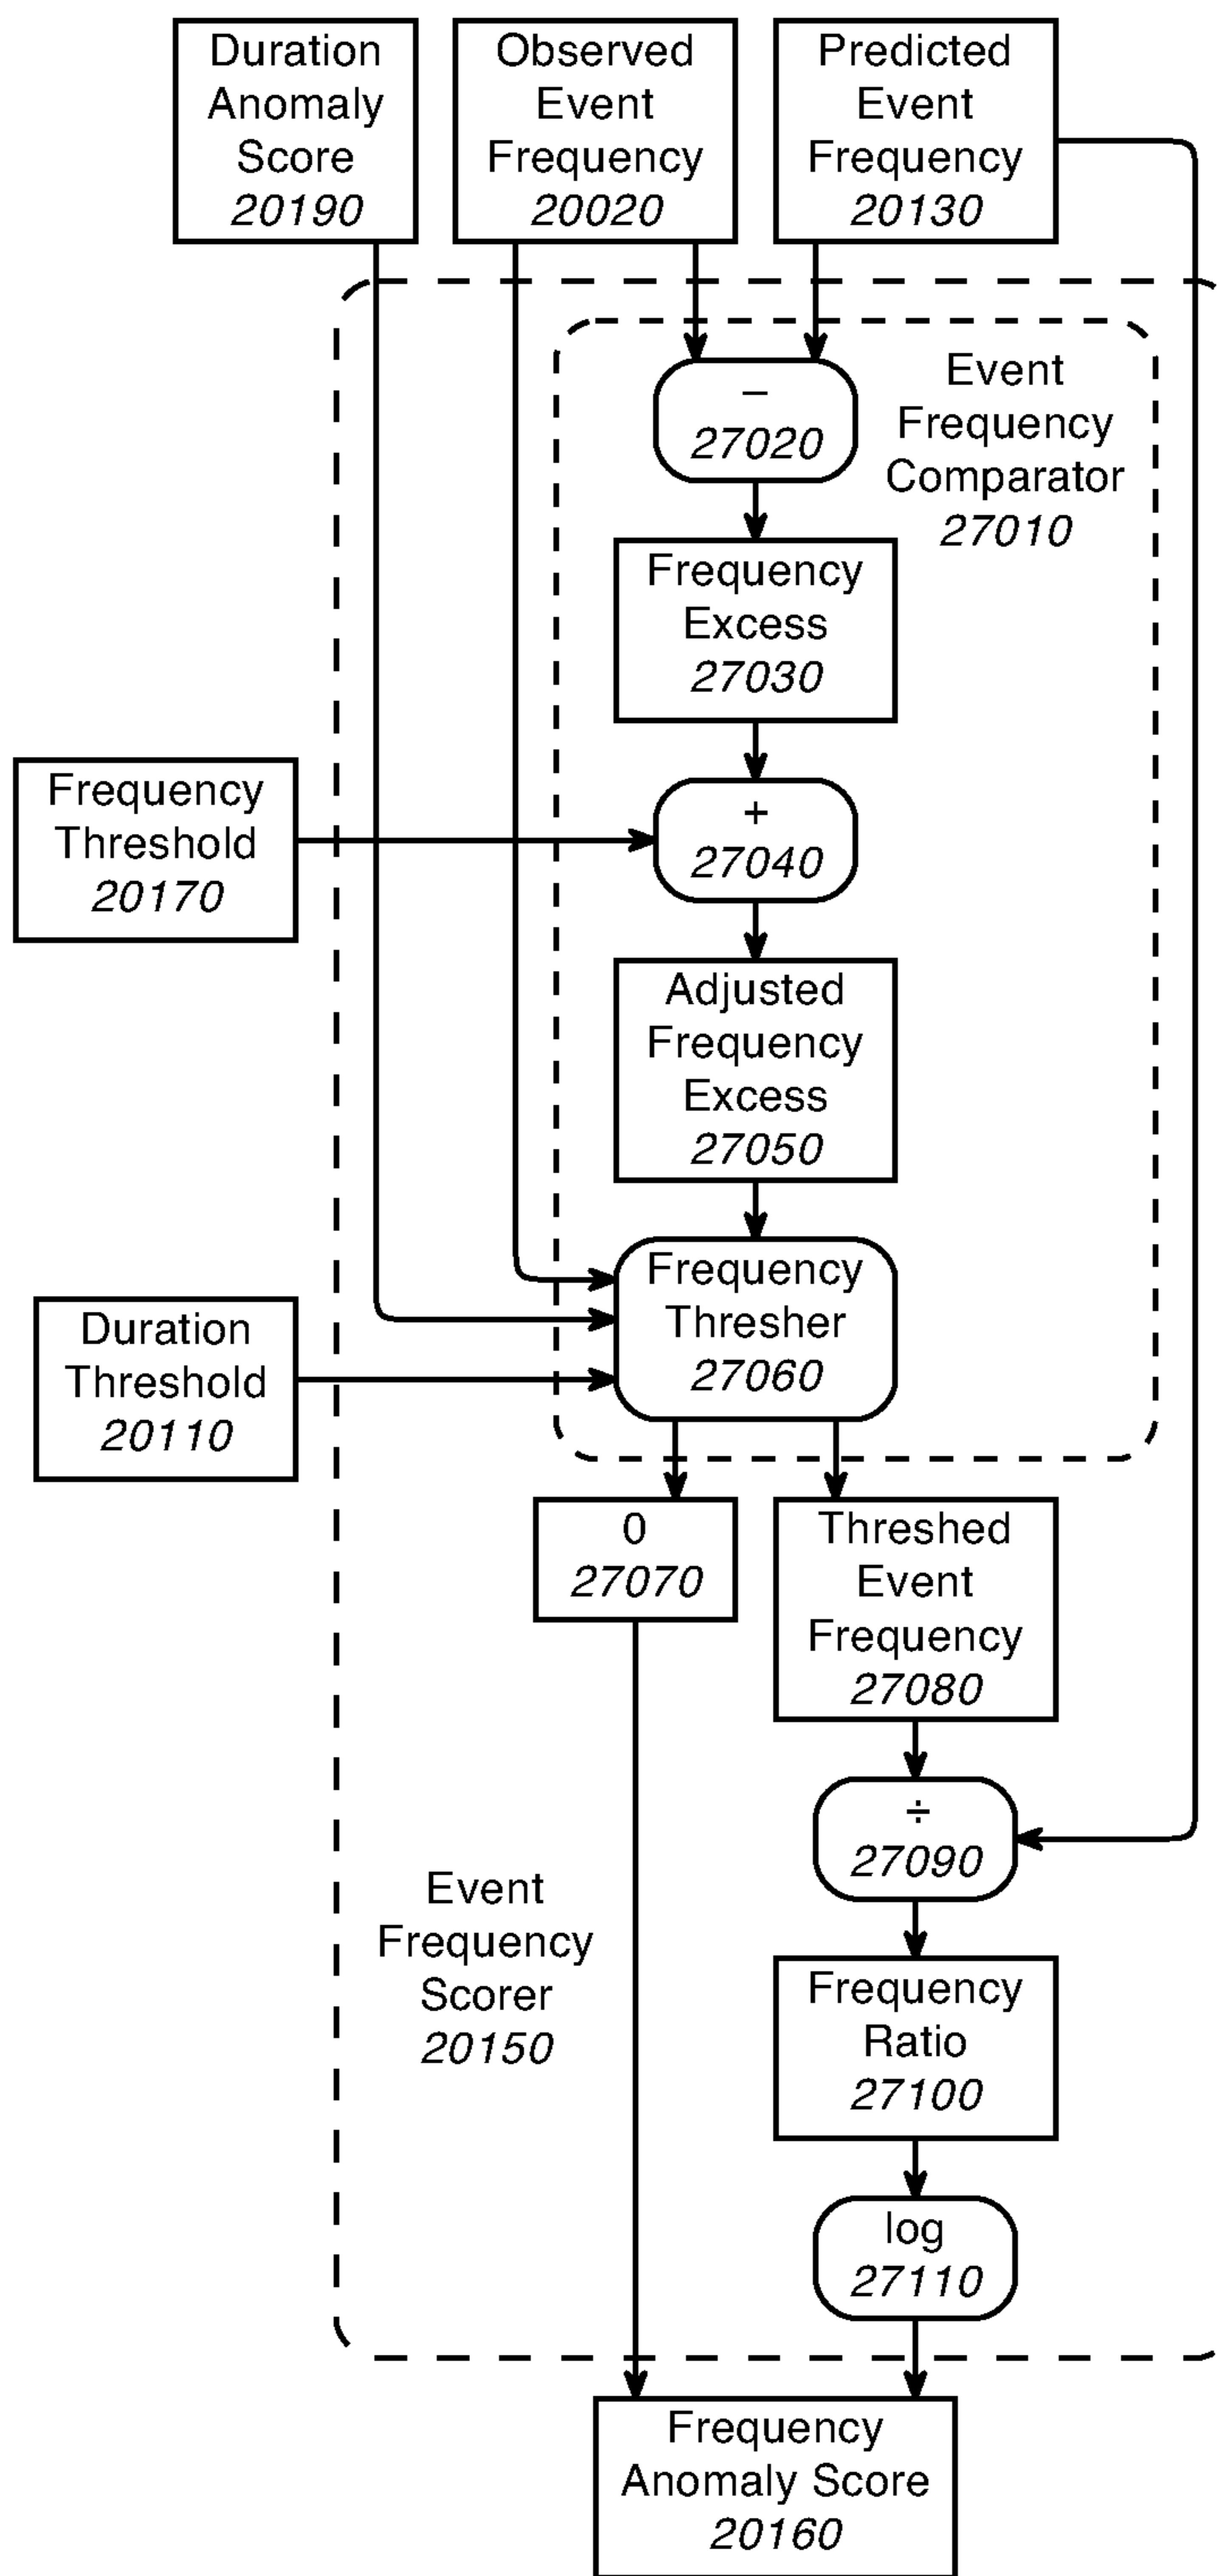 Duration
Anomaly
Score
20190
Observed
Event
Frequency
20020
Predicted
Event
Frequency
20130
–
27020
Event
Frequency
Comparator
27010
Frequency
Excess
27030
Frequency
Threshold
20170
+
27040
Adjusted
Frequency
Excess
27050
Frequency
Thresher
27060
Duration
Threshold
20110
0
27070
Threshed
Event
Frequency
27080
÷
27090
Event
Frequency
Scorer
20150
Frequency
Ratio
27100
log
27110
Frequency
Anomaly Score
20160